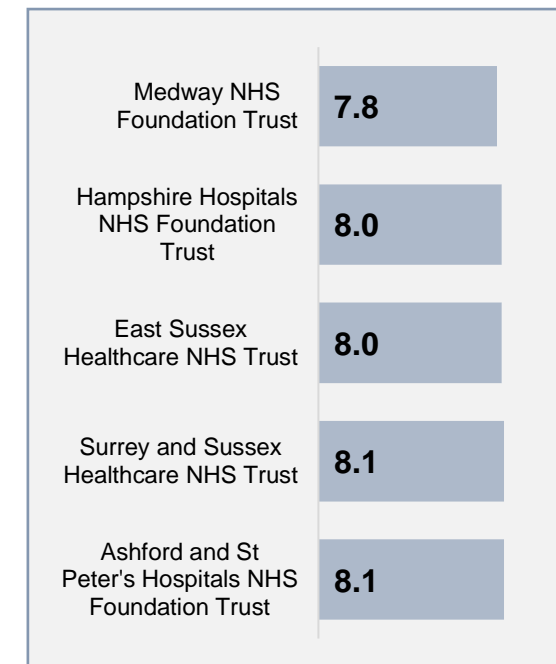 Medway NHS
Foundation Trust
7.8
Hampshire Hospitals
NHS Foundation
Trust
8.0
East Sussex
Healthcare NHS Trust
8.0
Surrey and Sussex
Healthcare NHS Trust
8.1
Ashford and St
Peter's Hospitals NHS
Foundation Trust
8.1